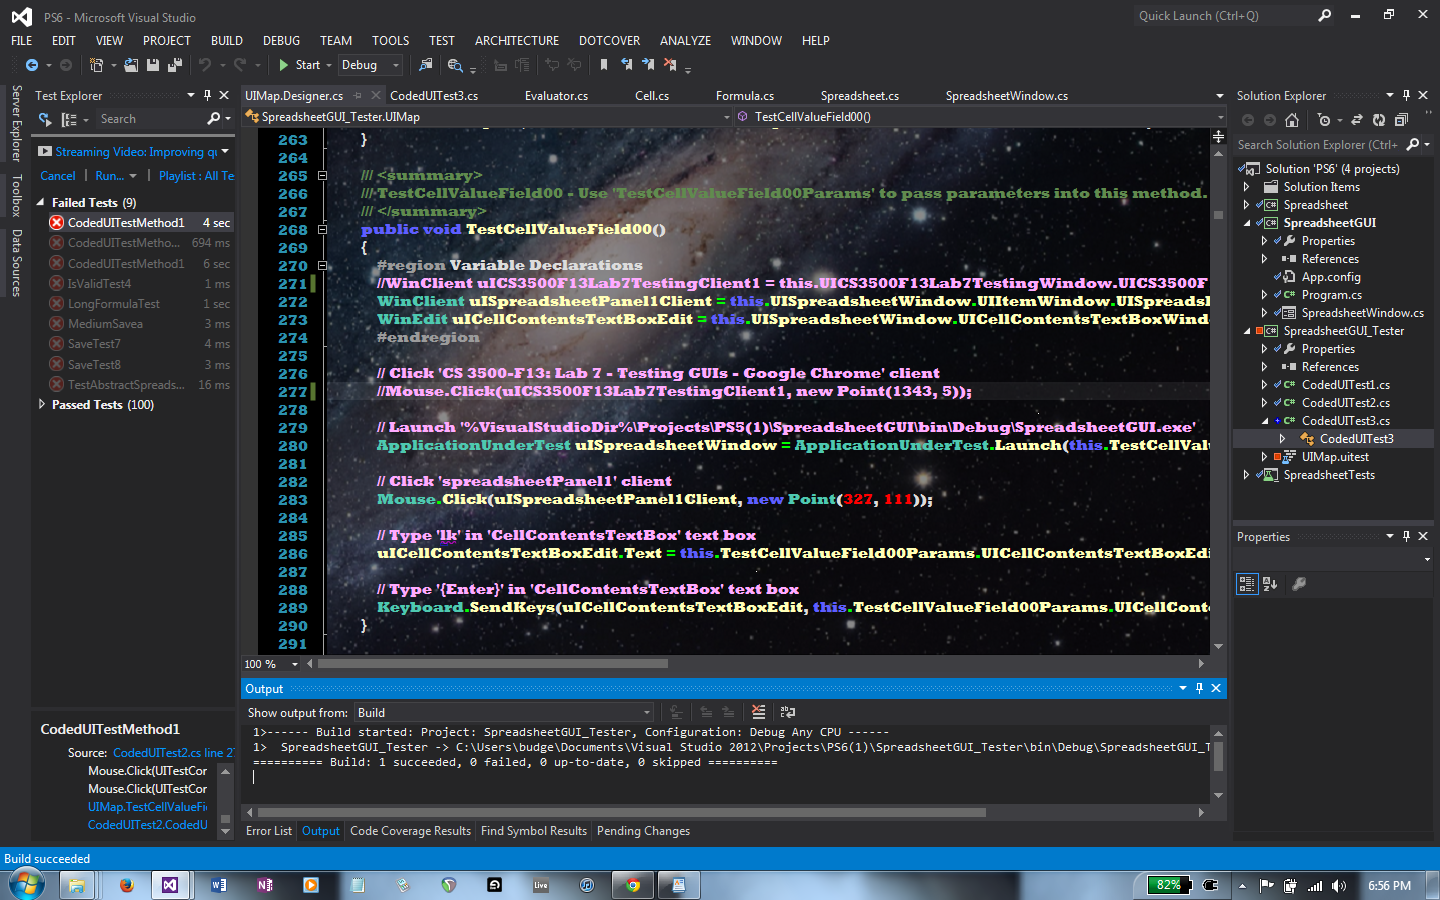 PS6 - Microsoft Visual Studio
Quick Launch (Ctrl+Q)
FILE EDIT VIEW PROJECT BUILD DEBUG TEAM TOOLS TEST ARCHITECTURE DOTCOVER ANALYZE WINDOW HELP
Start Debug
Server Explorer
Toolbox
Data Sources
Test Explorer
Search
Streaming Video: Improving qu
Cancel Run... Playlist : All Te
Failed Tests (9)
CodedUITestMethod1 4 sec
CodedUITestMetho... 694 ms
CodedUITestMethod1 6 sec
IsValidTest4 1 ms
LongFormulaTest 1 sec
MediumSavea 3 ms
SaveTest7 4 ms
SaveTest8 3 ms
TestAbstractSpreads... 16 ms
Passed Tests (100)
CodedUITestMethod1
Source: CodedUITest2.cs line 2
Mouse.Click(UITestCor
Mouse.Click(UITestCor
UIMap.TestCellValueFi
CodedUITest2.CodedU
UIMap.Designer.cs CodedUITest3.cs Evaluator.cs Cell.cs Formula.cs Spreadsheet.cs SpreadsheetWindow.cs
SpreadsheetGUI_Tester.UIMap TestCellValueField00()
263 }
264
265 /// <summary>
266 /// TestCellValueField00 - Use 'TestCellValueField00Params' to pass parameters into this method.
267 /// </summary>
268 public void TestCellValueField00()
269 {
270 #region Variable Declarations
271 //WinClient uICS3500F13Lab7TestingClient1 = this.UICS3500F13Lab7TestingWindow.UICS3500F
272 WinClient uISpreadsheetPanel1Client = this.UISpreadsheetWindow.UIItemWindow.UISpreadsl
273 WinEdit uICellContentsTextBoxEdit = this.UISpreadsheetWindow.UICellContentsTextBoxWind
274 #endregion
275
276 // Click 'CS 3500-F13: Lab 7 - Testing GUIs - Google Chrome' client
277 //Mouse.Click(uICS3500F13Lab7TestingClient1, new Point(1343, 5));
278
279 // Launch '%VisualStudioDir%\Projects\PS5(1)\SpreadsheetGUI\bin\Debug\SpreadsheetGUI.exe'
280 ApplicationUnderTest uISpreadsheetWindow = ApplicationUnderTest.Launch(this.TestCellVal
281
282 // Click 'spreadsheetPanel1' client
283 Mouse.Click(uISpreadsheetPanel1Client, new Point(327, 111));
284
285 // Type 'lk' in 'CellContentsTextBox' text box
286 uICellContentsTextBoxEdit.Text = this.TestCellValueField00Params.UICellContentsTextBoxEdi
287
288 // Type '{Enter}' in 'CellContentsTextBox' text box
289 Keyboard.SendKeys(uICellContentsTextBoxEdit, this.TestCellValueField00Params.UICellConte
290 }
291
100 %
Output
Show output from: Build
1>------ Build started: Project: SpreadsheetGUI_Tester, Configuration: Debug Any CPU ------
1> SpreadsheetGUI_Tester -> C:\Users\budge\Documents\Visual Studio 2012\Projects\PS6(1)\SpreadsheetGUI_Tester\bin\Debug\SpreadsheetGUI_T
========== Build: 1 succeeded, 0 failed, 0 up-to-date, 0 skipped ==========
Error List Output Code Coverage Results Find Symbol Results Pending Changes
Solution Explorer
Search Solution Explorer (Ctrl+
Solution 'PS6' (4 projects)
Solution Items
Spreadsheet
SpreadsheetGUI
Properties
References
App.config
Program.cs
SpreadsheetWindow.cs
SpreadsheetGUI_Tester
Properties
References
CodedUITest1.cs
CodedUITest2.cs
CodedUITest3.cs
CodedUITest3
UIMap.uitest
SpreadsheetTests
Properties
Build succeeded
Live
82%
6:56 PM